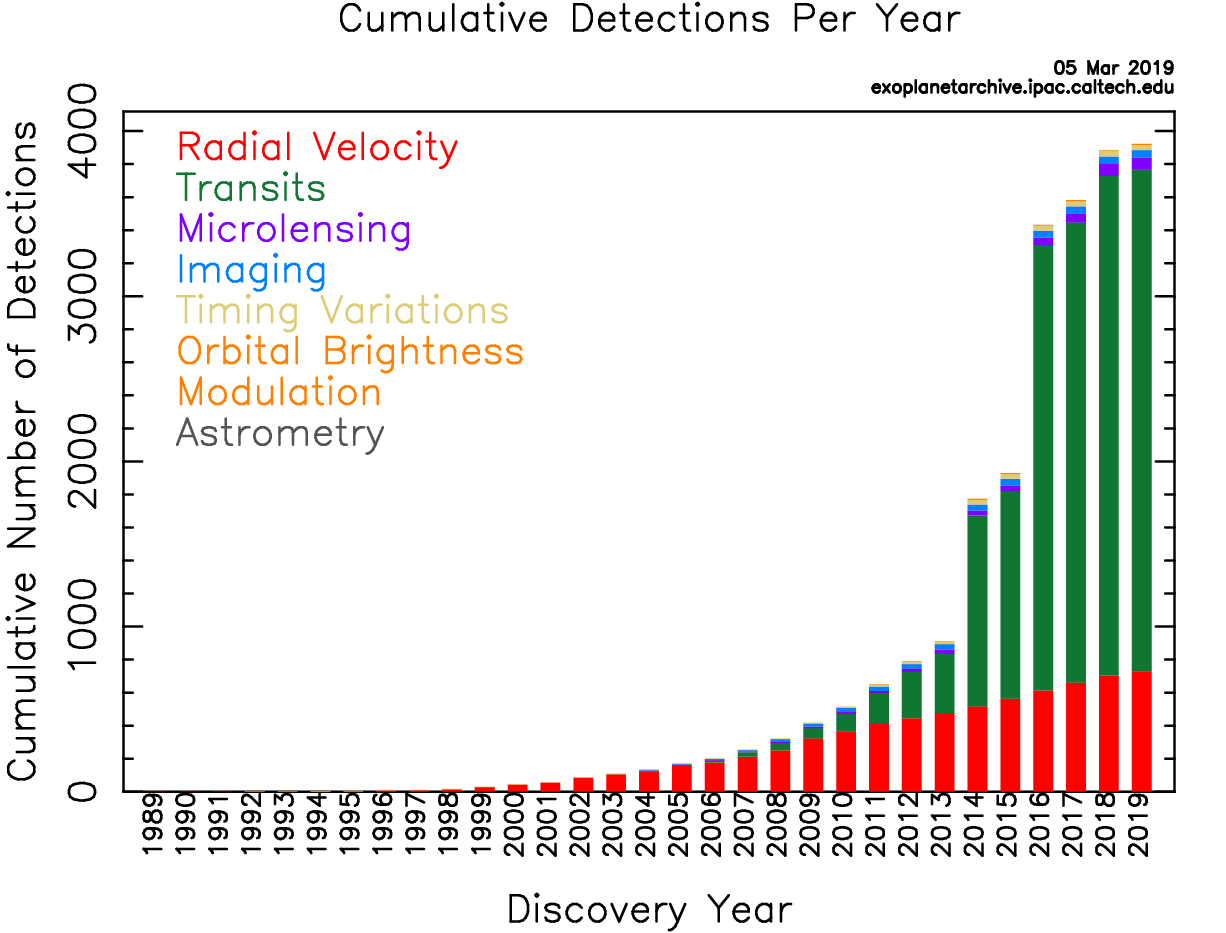 Cumulative Detections Per Year
05 Mar 2019
exoplanetarchive.ipac.caltech.edu
Cumulative Number of Detections
4000
3000
2000
1000
0
Radial Velocity
Transits
Microlensing
Imaging
Timing Variations
Orbital Brightness
Modulation
Astrometry
1989 1990 1991 1992 1993 1994 1995 1996 1997 1998 1999 2000 2001 2002 2003 2004 2005 2006 2007 2008 2009 2010 2011 2012 2013 2014 2015 2016 2017 2018 2019
Discovery Year